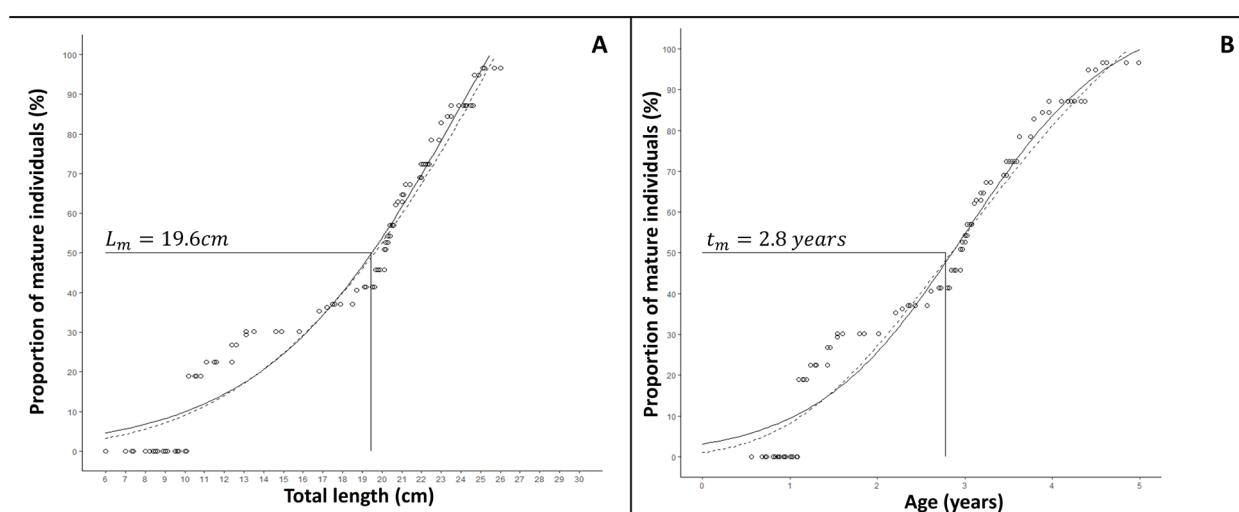 A
Proportion of mature individuals (%)
100
90
80
70
60
50
40
30
20
10
0
L_m = 19.6cm
6 7 8 9 10 11 12 13 14 15 16 17 18 19 20 21 22 23 24 25 26 27 28 29 30
Total length (cm)
B
Proportion of mature individuals (%)
100
90
80
70
60
50
40
30
20
10
0
t_m = 2.8 years
0 1 2 3 4 5
Age (years)